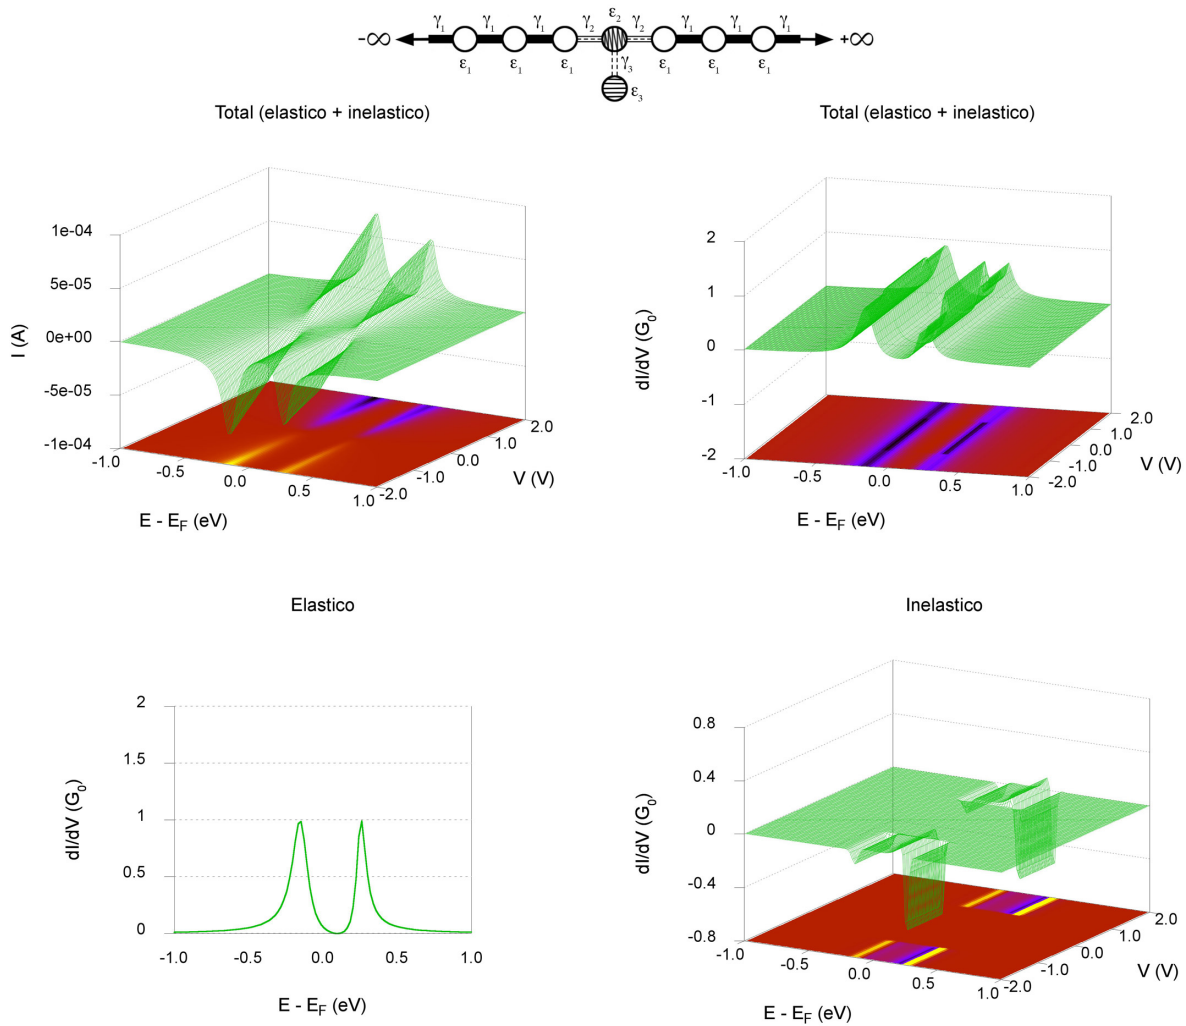 γ₁ γ₁ γ₁ γ₂ ε₂ γ₂ γ₁ γ₁ γ₁
-∞ +∞
ε₁ ε₁ ε₁ γ₃ ε₁ ε₁ ε₁
ε₃
Total (elastico + inelastico)
1e-04
5e-05
0e+00
-5e-05
-1e-04
I (A)
-1.0
-0.5
0.0
0.5
1.0
-2.0
-1.0
0.0
1.0
2.0
V (V)
E - E_F (eV)
Total (elastico + inelastico)
2
1
0
-1
-2
dI/dV (G₀)
-1.0
-0.5
0.0
0.5
1.0
-2.0
-1.0
0.0
1.0
2.0
V (V)
E - E_F (eV)
Elastico
2
1.5
1
0.5
0
dI/dV (G₀)
-1.0
-0.5
0.0
0.5
1.0
E - E_F (eV)
Inelastico
0.8
0.4
0
-0.4
-0.8
dI/dV (G₀)
-1.0
-0.5
0.0
0.5
1.0
-2.0
-1.0
0.0
1.0
2.0
V (V)
E - E_F (eV)